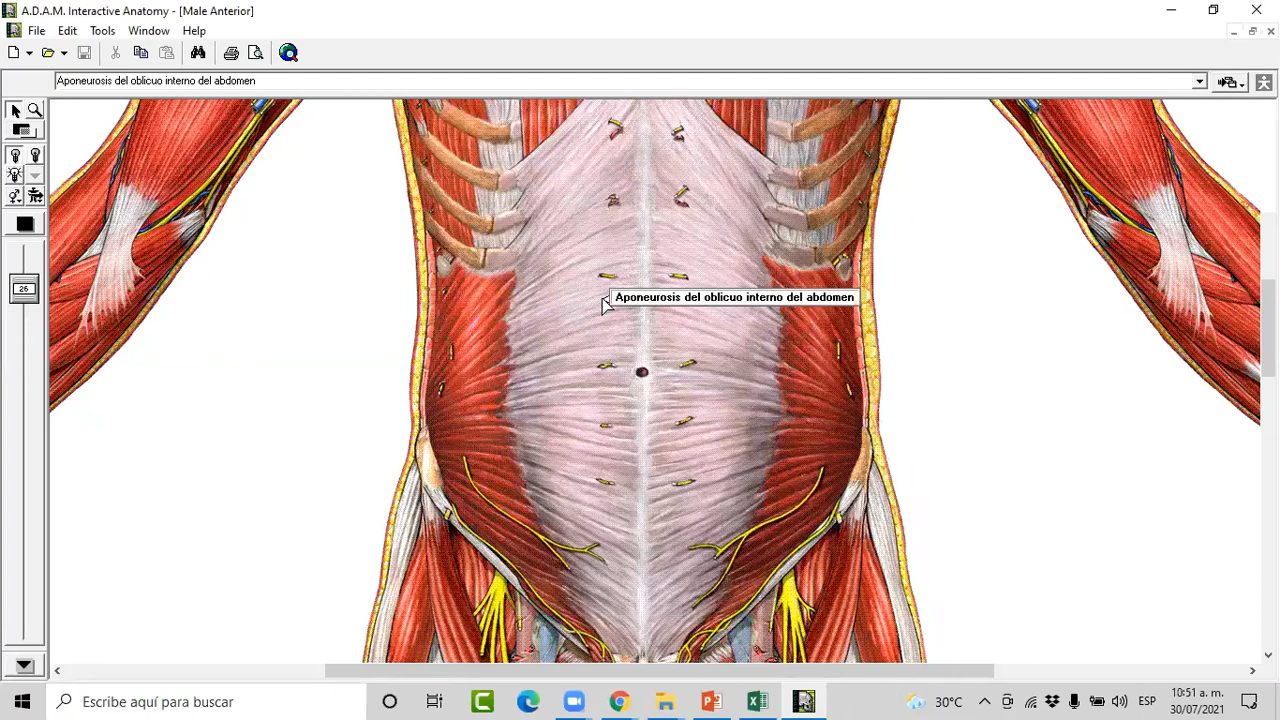 A.D.A.M. Interactive Anatomy - [Male Anterior]
File Edit Tools Window Help
Aponeurosis del oblicuo interno del abdomen
Aponeurosis del oblicuo interno del abdomen
26
Escribe aquí para buscar
30°C
ESP
10:51 a. m.
30/07/2021